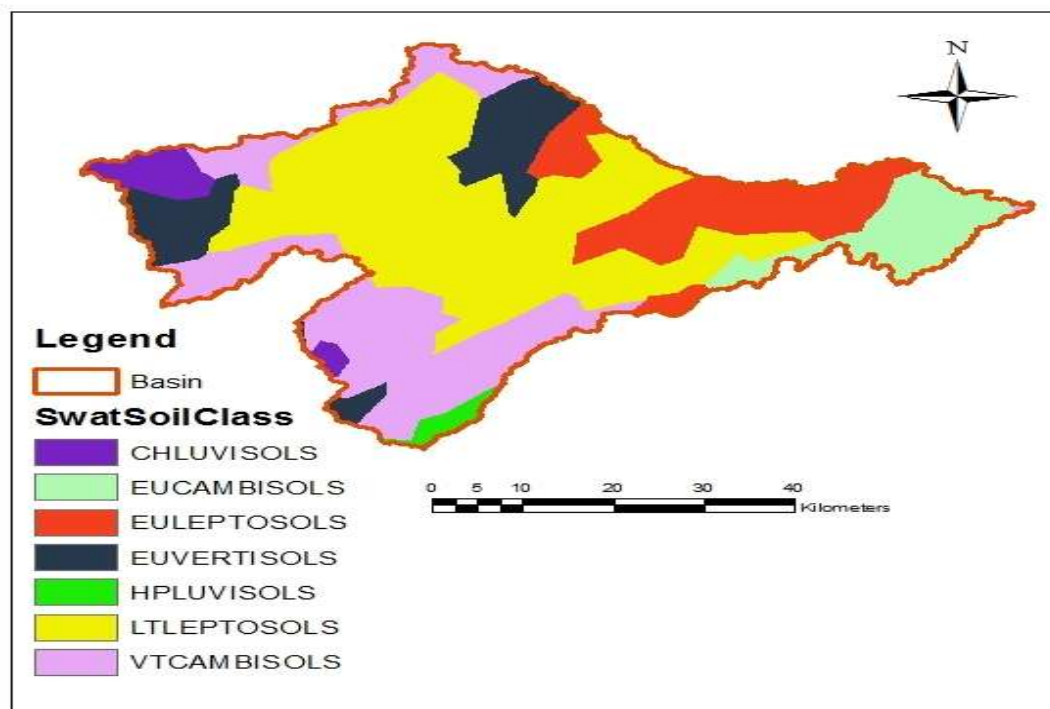 N
Legend
Basin
SwatSoilClass
CHLUVISOLS
EUCAMBISOLS
EULEPTOSOLS
EUVERTISOLS
HPLUVISOLS
LTLEPTOSOLS
VTCAMBISOLS
0 5 10 20 30 40
Kilometers